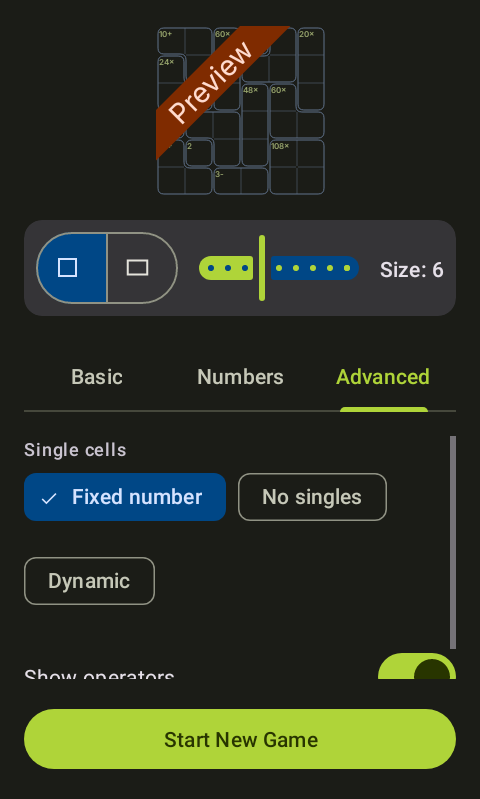 10+ 60× 20×
24×
Preview
48× 60×
2 108×
3-
Size: 6
Basic Numbers Advanced
Single cells
Fixed number No singles
Dynamic
Show operators
Start New Game